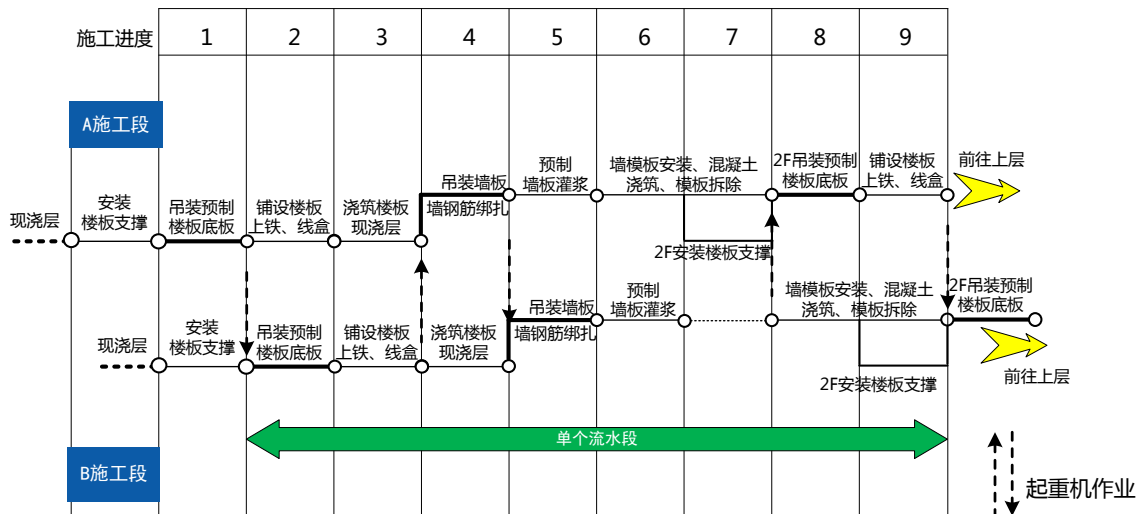 施工进度 1 2 3 4 5 6 7 8 9
A施工段
现浇层
安装
楼板支撑
吊装预制
楼板底板
铺设楼板
上铁、线盒
浇筑楼板
现浇层
吊装墙板
墙钢筋绑扎
预制
墙板灌浆
墙模板安装、混凝土
浇筑、模板拆除
2F安装楼板支撑
2F吊装预制
楼板底板
铺设楼板
上铁、线盒
前往上层
现浇层
安装
楼板支撑
吊装预制
楼板底板
铺设楼板
上铁、线盒
浇筑楼板
现浇层
吊装墙板
墙钢筋绑扎
预制
墙板灌浆
墙模板安装、混凝土
浇筑、模板拆除
2F安装楼板支撑
2F吊装预制
楼板底板
前往上层
单个流水段
B施工段
起重机作业